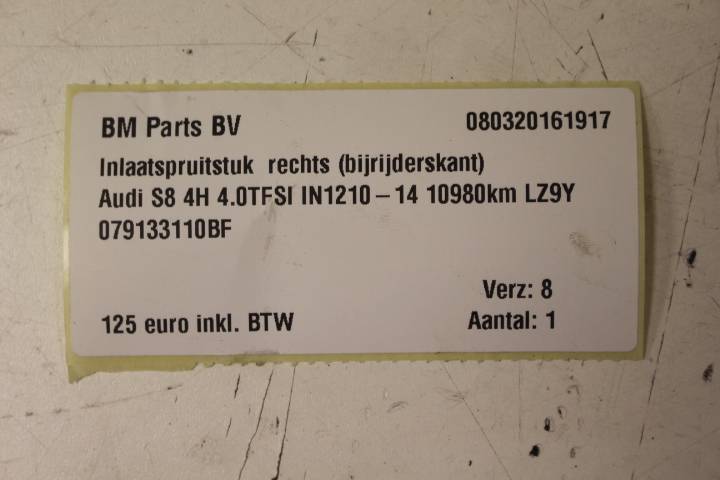 BM Parts BV 080320161917
Inlaatspruitstuk rechts (bijrijderskant)
Audi S8 4H 4.0TFSI IN1210 – 14 10980km LZ9Y
079133110BF
Verz: 8
125 euro inkl. BTW Aantal: 1